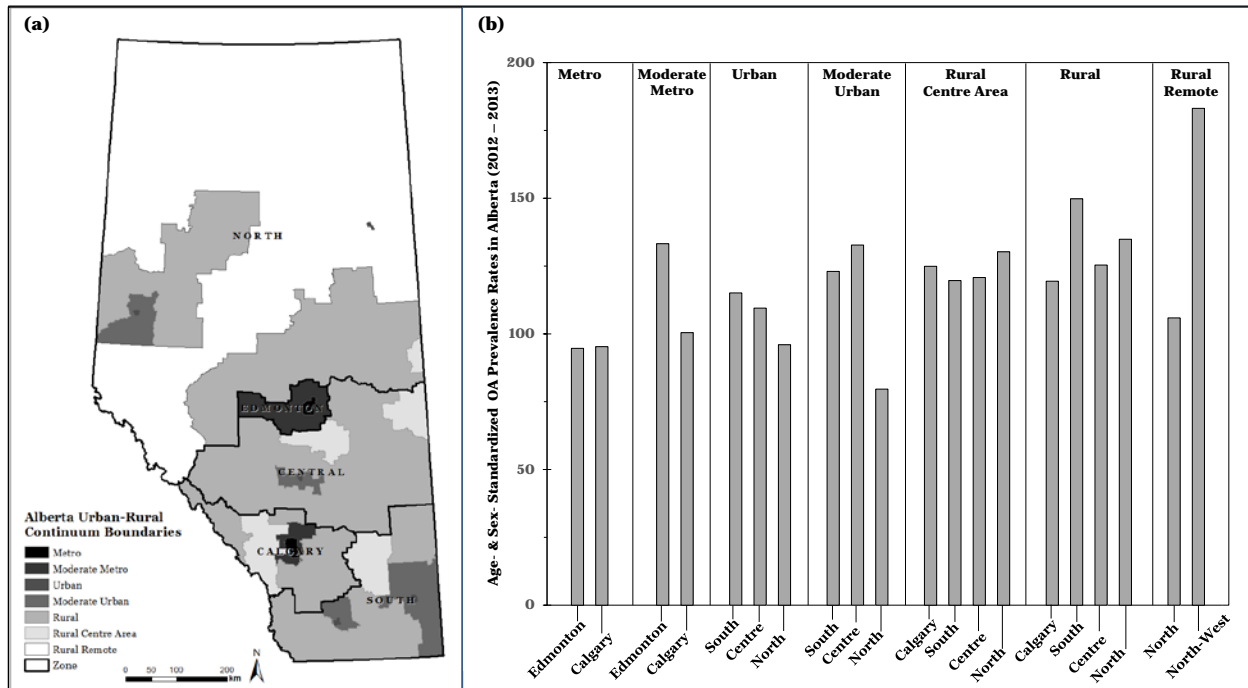 (a)
NORTH
EDMONTON
CENTRAL
CALGARY
SOUTH
Alberta Urban-Rural
Continuum Boundaries
Metro
Moderate Metro
Urban
Moderate Urban
Rural
Rural Centre Area
Rural Remote
Zone
0 50 100 200
km
N
(b)
Age- & Sex- Standardized OA Prevalence Rates in Alberta (2012 – 2013)
200
150
100
50
0
Metro
Moderate
Metro
Urban
Moderate
Urban
Rural
Centre Area
Rural
Rural
Remote
Edmonton
Calgary
Edmonton
Calgary
South
Centre
North
South
Centre
North
Calgary
South
Centre
North
Calgary
South
Centre
North
North
North-West